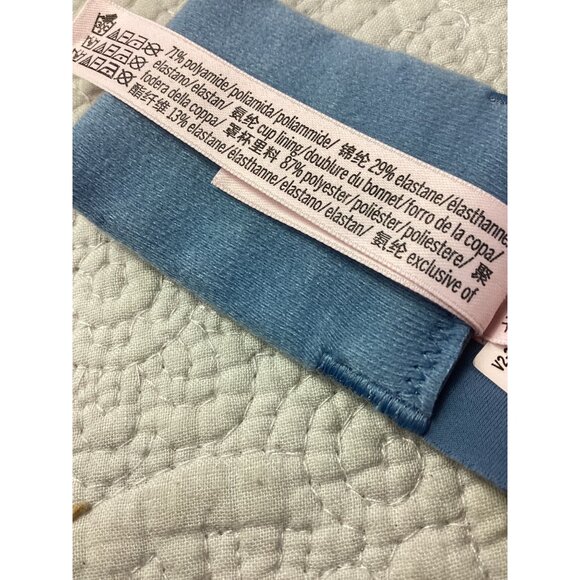 71% polyamide/poliamida/poliammide/ 锦纶 29% elastane/élasthanne/
elastano/elastan/ 氨纶 cup lining/doublure du bonnet/forro de la copa/
fodera della coppa/ 罩杯里料 87% polyester/poliéster/poliestere/ 聚
酯纤维 13% elastane/élasthanne/elastano/elastan/ 氨纶 exclusive of
V2-